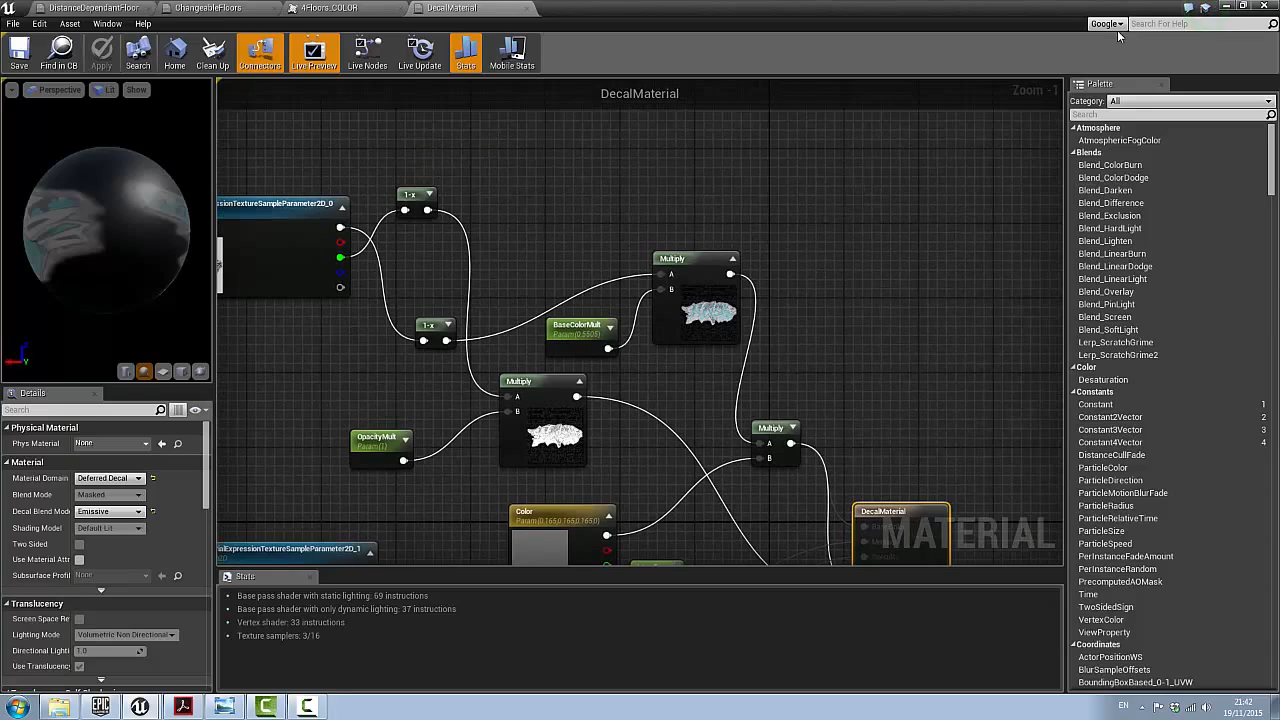 DistanceDependantFloor
ChangeableFloors
4Floors_COLOR
DecalMaterial
File Edit Asset Window Help
Google
Search For Help
Save Find in CB Apply Search Home Clean Up Connectors Live Preview Live Nodes Live Update Stats Mobile Stats
Perspective Lit Show
DecalMaterial
Zoom -1
Palette
Category: All
Search
Atmosphere
AtmosphericFogColor
Blends
Blend_ColorBurn
Blend_ColorDodge
Blend_Darken
Blend_Difference
Blend_Exclusion
Blend_HardLight
Blend_Lighten
Blend_LinearBurn
Blend_LinearDodge
Blend_LinearLight
Blend_Overlay
Blend_PinLight
Blend_Screen
Blend_SoftLight
Lerp_ScratchGrime
Lerp_ScratchGrime2
Color
Desaturation
Constants
Constant 1
Constant2Vector 2
Constant3Vector 3
Constant4Vector 4
DistanceCullFade
ParticleColor
ParticleDirection
ParticleMotionBlurFade
ParticleRadius
ParticleRelativeTime
ParticleSize
ParticleSpeed
PerInstanceFadeAmount
PerInstanceRandom
PrecomputedAOMask
Time
TwoSidedSign
VertexColor
ViewProperty
Coordinates
ActorPositionWS
BlurSampleOffsets
BoundingBoxBased_0-1_UVW
ssionTextureSampleParameter2D_0
1-x
1-x
Multiply
A
B
BaseColorMult
Param(0.5505)
Multiply
A
B
OpacityMult
Param(1)
Multiply
A
B
Color
Param(0.165,0.165,0.165,0)
ialExpressionTextureSampleParameter2D_1
DecalMaterial
MATERIAL
Details
Search
Physical Material
Phys Material None
Material
Material Domain Deferred Decal
Blend Mode Masked
Decal Blend Mode Emissive
Shading Model Default Lit
Two Sided
Use Material Att
Subsurface Profil None
Translucency
Screen Space Re
Lighting Mode Volumetric Non Directional
Directional Lighti 1.0
Use Translucency
Stats
Base pass shader with static lighting: 69 instructions
Base pass shader with only dynamic lighting: 37 instructions
Vertex shader: 33 instructions
Texture samplers: 3/16
EN
21:42
19/11/2015